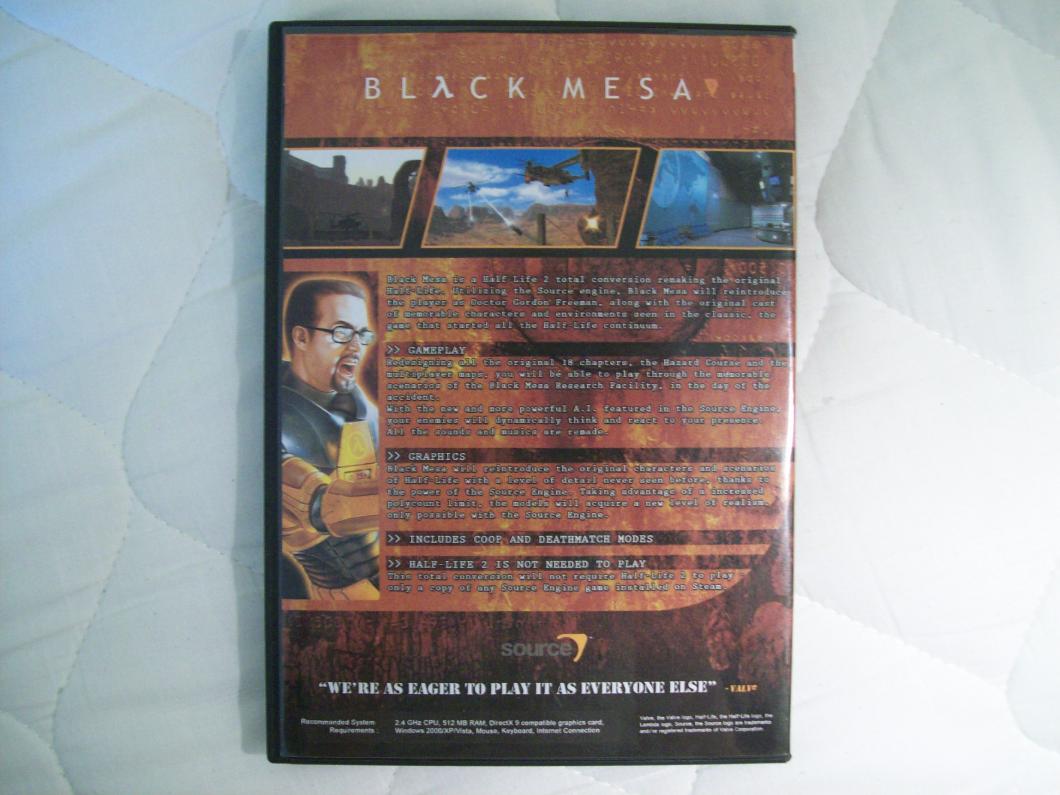 BLACK MESA
Black Mesa is a Half-Life 2 total conversion remaking the original
Half-Life. Utilizing the Source engine, Black Mesa will reintroduce
the player as Doctor Gordon Freeman, along with the original cast
of memorable characters and environments seen in the classic, the
game that started all the Half-Life continuum.
>> GAMEPLAY
Redesigning all the original 18 chapters, the Hazard Course and the
multiplayer maps, you will be able to play through the memorable
scenarios of the Black Mesa Research Facility, in the day of the
accident.
With the new and more powerful A.I. featured in the Source Engine,
your enemies will dynamically think and react to your presence.
All the sounds and musics are remade.
>> GRAPHICS
Black Mesa will reintroduce the original characters and scenarios
of Half-Life with a level of detail never seen before, thanks to
the power of the Source Engine. Taking advantage of a increased
polycount limit, the models will acquire a new level of realism,
only possible with the Source Engine.
>> INCLUDES COOP AND DEATHMATCH MODES
>> HALF-LIFE 2 IS NOT NEEDED TO PLAY
This total conversion will not require Half-Life 2 to play
only a copy of any Source Engine game installed on Steam.
source
"WE'RE AS EAGER TO PLAY IT AS EVERYONE ELSE" - VALVE
Recommended System Requirements :
2.4 GHz CPU, 512 MB RAM, DirectX 9 compatible graphics card,
Windows 2000/XP/Vista, Mouse, Keyboard, Internet Connection
Valve, the Valve logo, Half-Life, the Half-Life logo, the
Lambda logo, Source, the Source logo are trademarks
and/or registered trademarks of Valve Corporation.